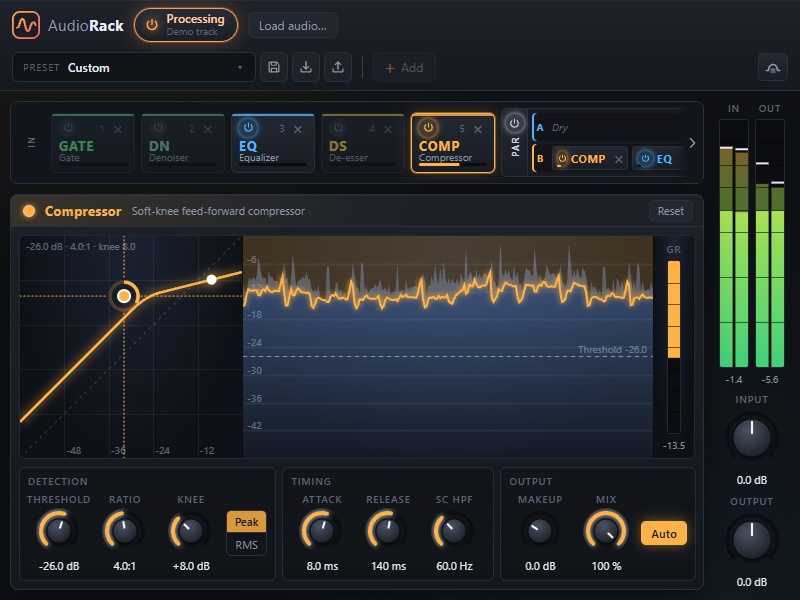 AudioRack
Processing
Demo track
Load audio...
PRESET Custom
+ Add
IN
GATE 1 ×
Gate
DN 2 ×
Denoiser
EQ 3 ×
Equalizer
DS 4 ×
De-esser
COMP 5 ×
Compressor
PAR
A Dry
B COMP × EQ
IN OUT
Compressor Soft-knee feed-forward compressor
Reset
-26.0 dB · 4.0:1 · knee 8.0
-48 -36 -24 -12
-6
-12
-18
-24
-30
-36
-42
Threshold -26.0
GR
-13.5
-1.4 -5.6
INPUT
0.0 dB
OUTPUT
0.0 dB
DETECTION
THRESHOLD RATIO KNEE
Peak
RMS
-26.0 dB 4.0:1 +8.0 dB
TIMING
ATTACK RELEASE SC HPF
8.0 ms 140 ms 60.0 Hz
OUTPUT
MAKEUP MIX
Auto
0.0 dB 100 %